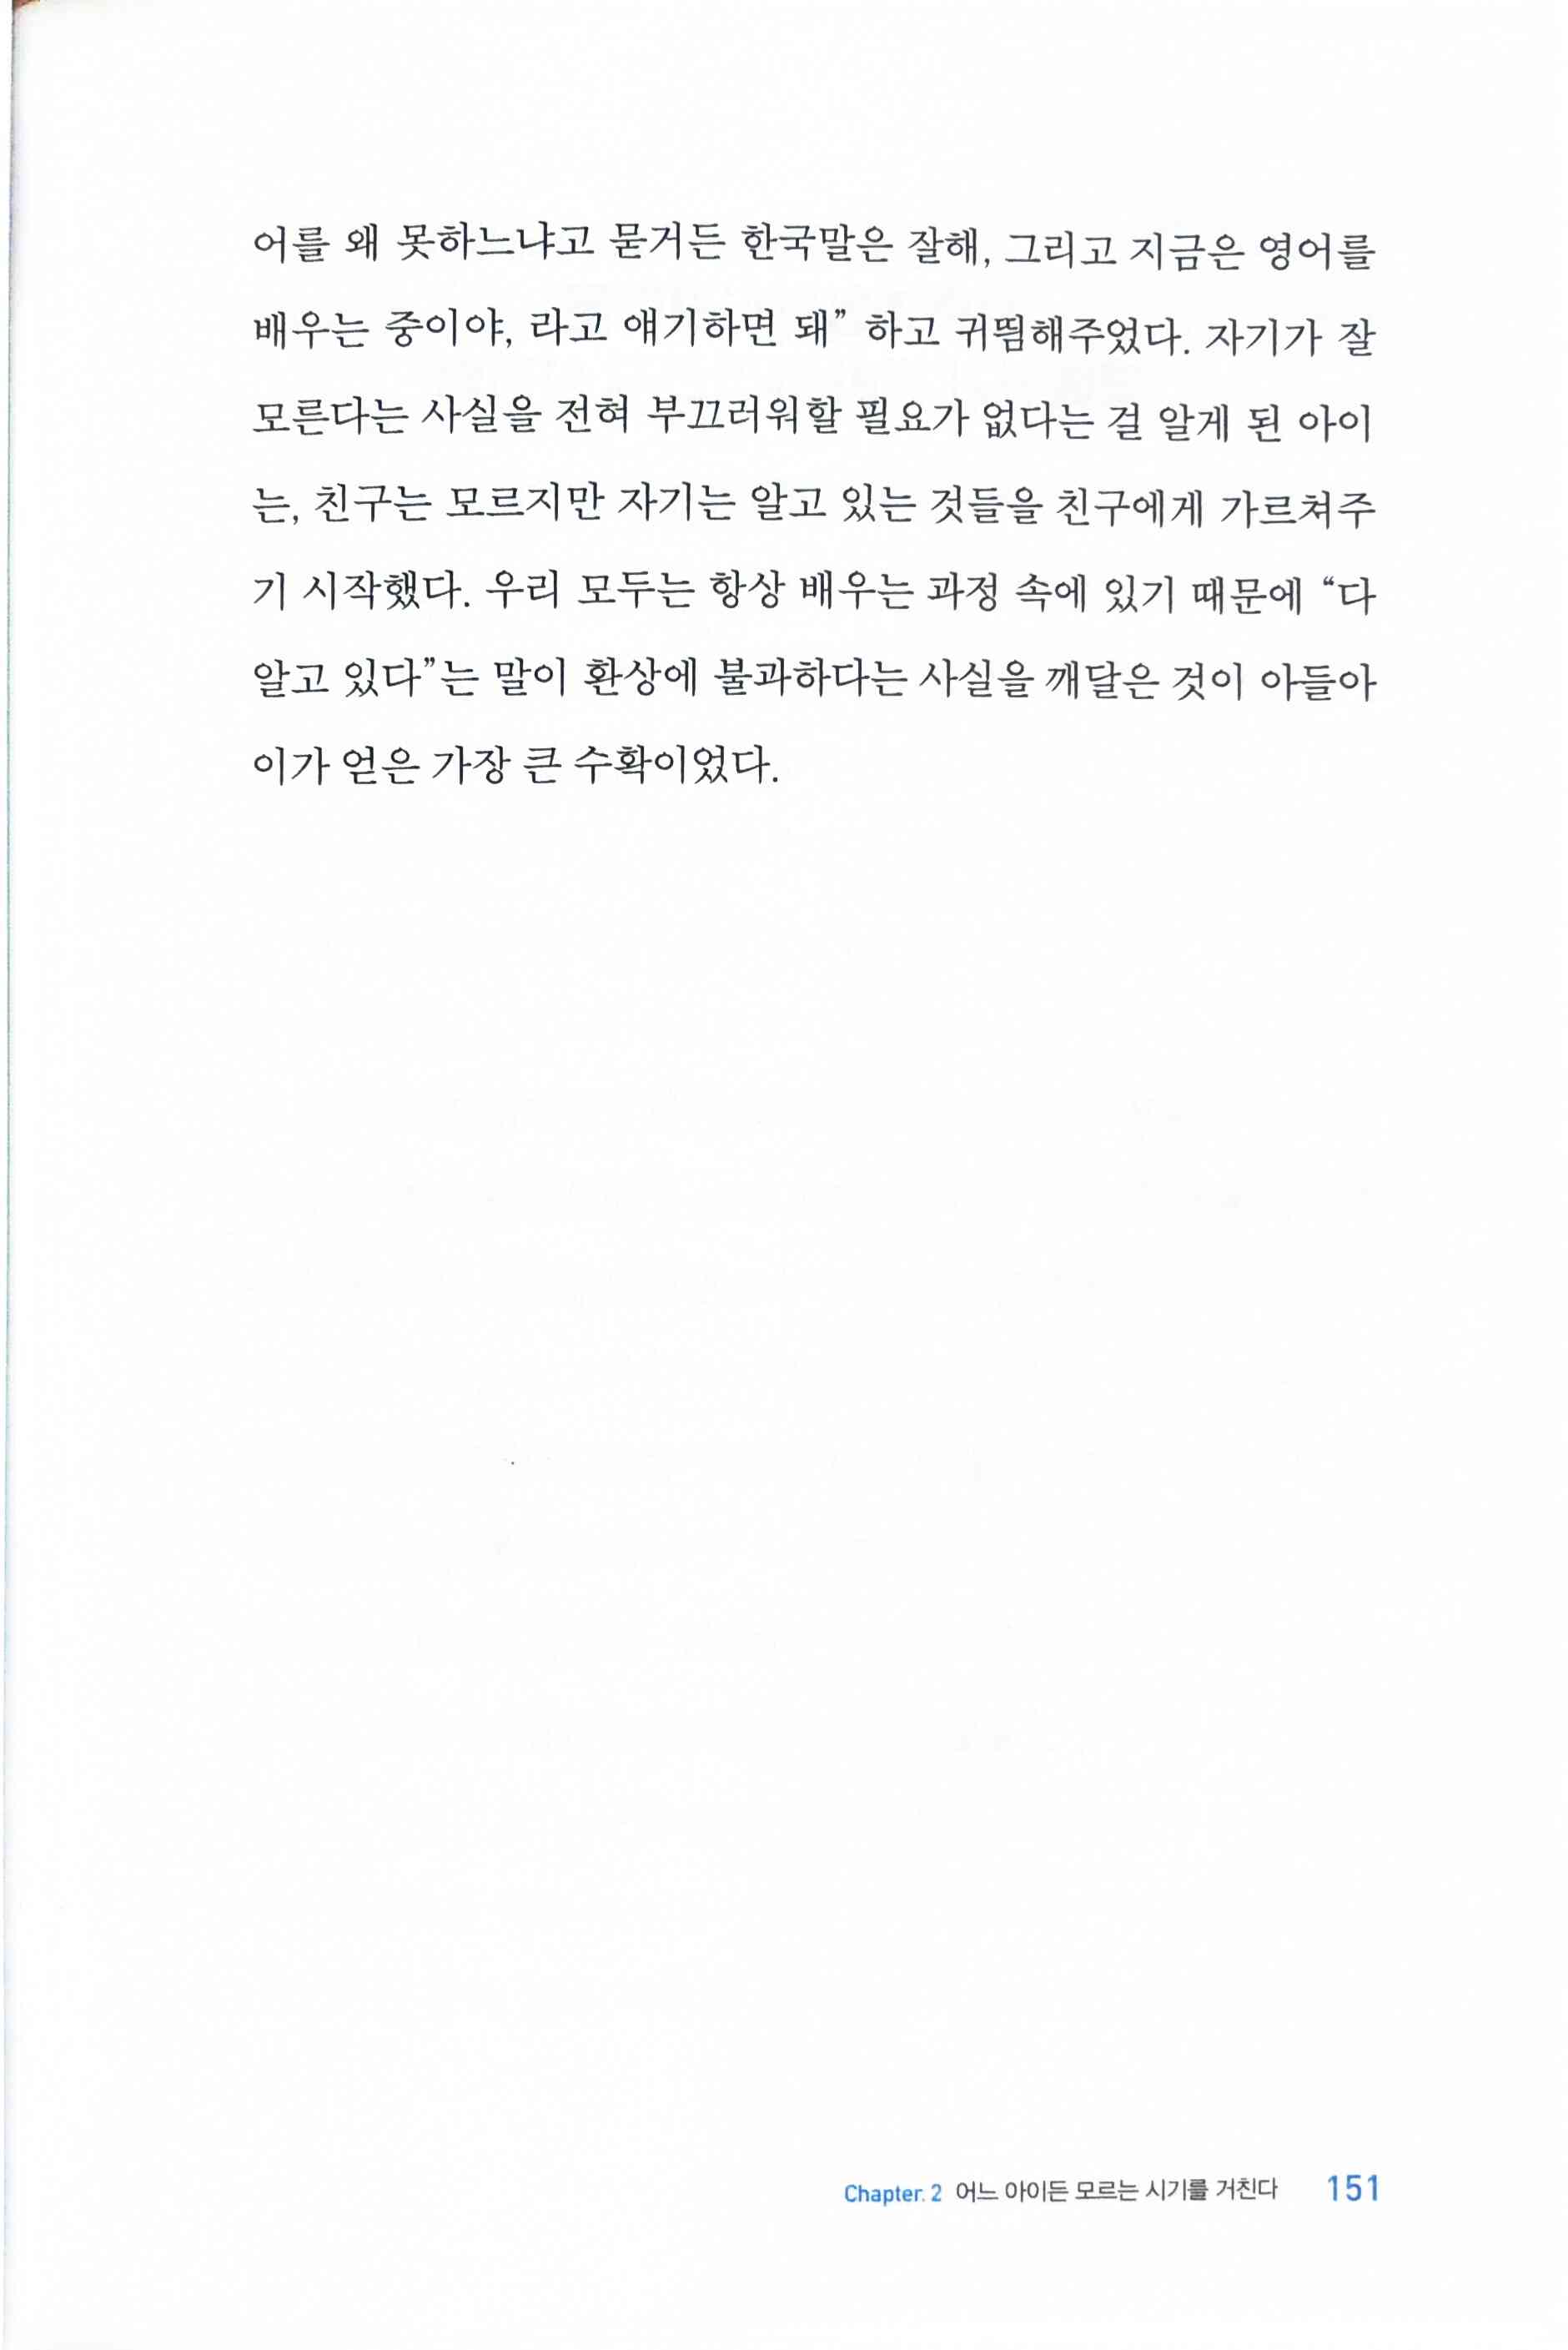 어를 왜 못하느냐고 묻거든 한국말은 잘해, 그리고 지금은 영어를
배우는 중이야, 라고 얘기하면 돼” 하고 귀띔해주었다. 자기가 잘
모른다는 사실을 전혀 부끄러워할 필요가 없다는 걸 알게 된 아이
는, 친구는 모르지만 자기는 알고 있는 것들을 친구에게 가르쳐주
기 시작했다. 우리 모두는 항상 배우는 과정 속에 있기 때문에 “다
알고 있다”는 말이 환상에 불과하다는 사실을 깨달은 것이 아들아
이가 얻은 가장 큰 수확이었다.
Chapter. 2 어느 아이든 모르는 시기를 거친다 151